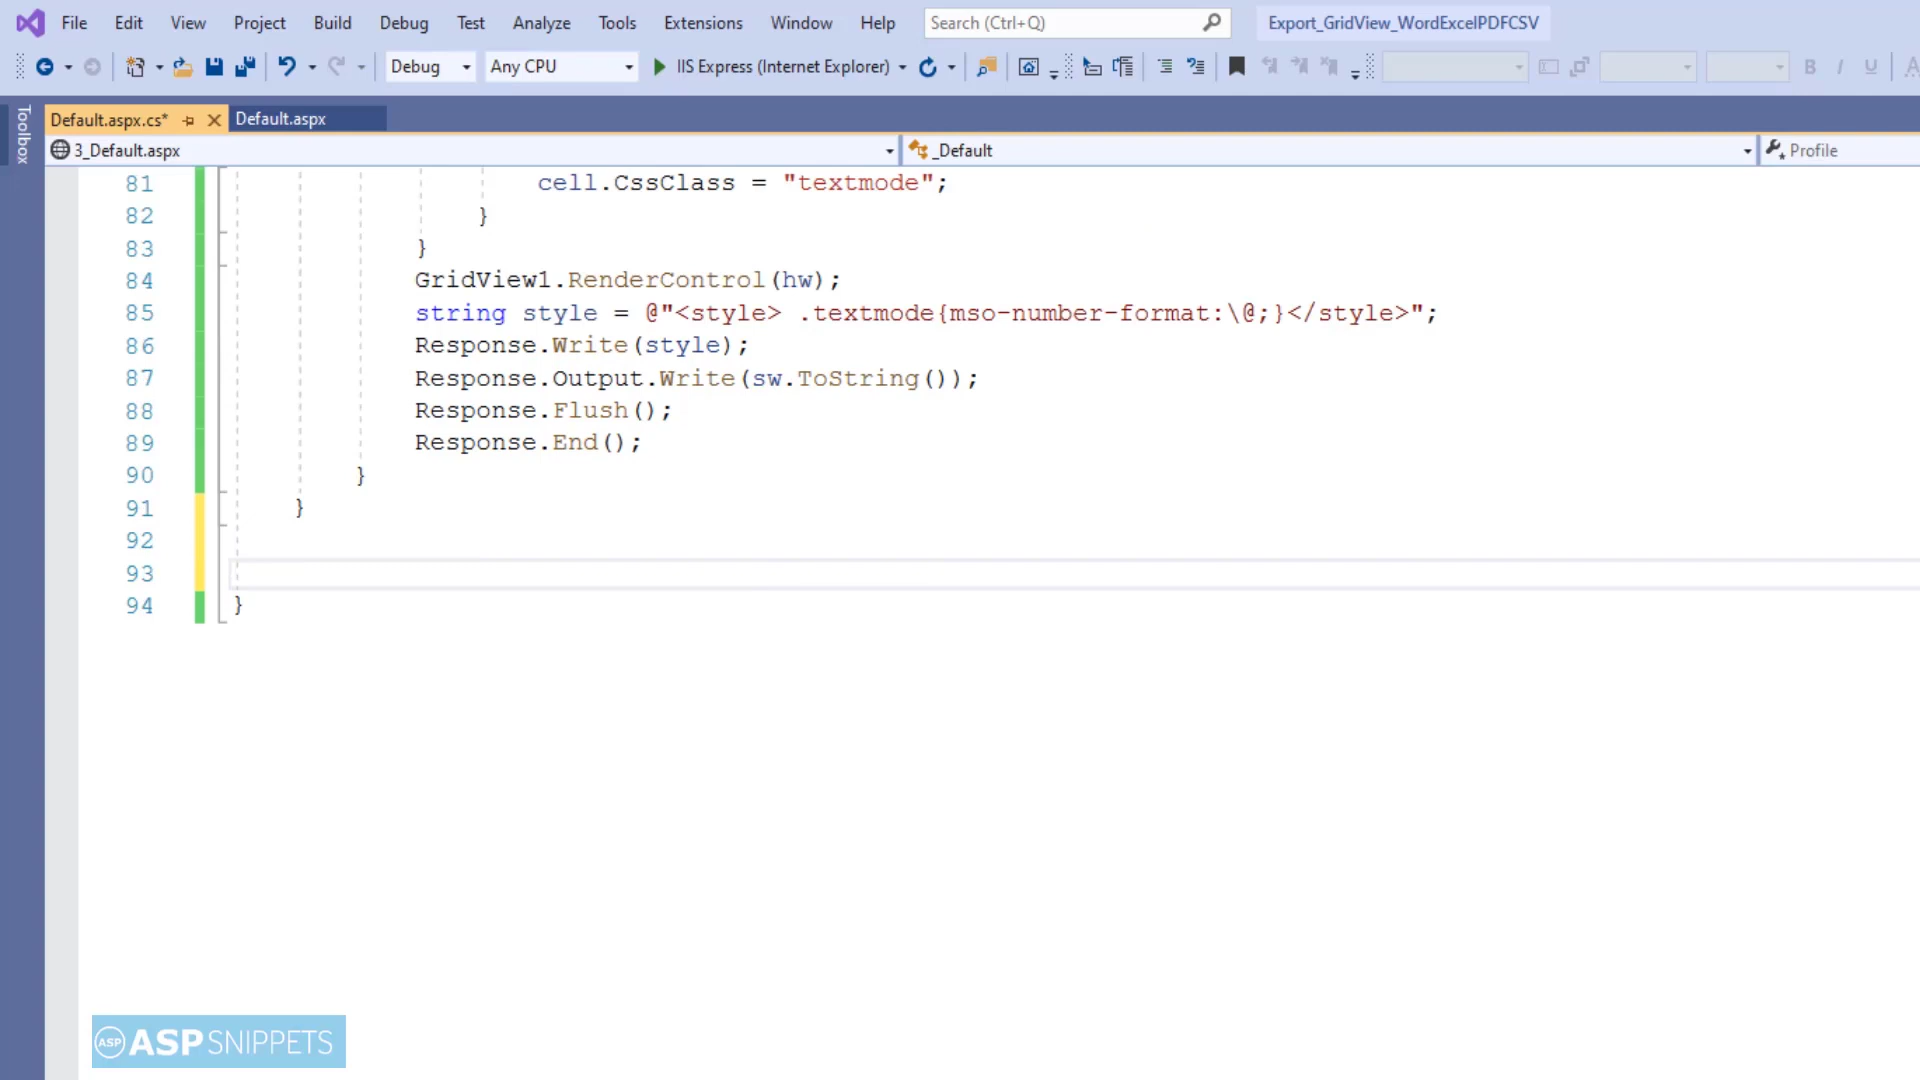 File Edit View Project Build Debug Test Analyze Tools Extensions Window Help Search (Ctrl+Q) Export_GridView_WordExcelPDFCSV
Debug Any CPU IIS Express (Internet Explorer) B I U A
Toolbox
Default.aspx.cs* Default.aspx
3_Default.aspx _Default Profile
81 cell.CssClass = "textmode";
82 }
83 }
84 GridView1.RenderControl(hw);
85 string style = @"<style> .textmode{mso-number-format:\@;}</style>";
86 Response.Write(style);
87 Response.Output.Write(sw.ToString());
88 Response.Flush();
89 Response.End();
90 }
91 }
92
93
94 }
ASP ASPSNIPPETS